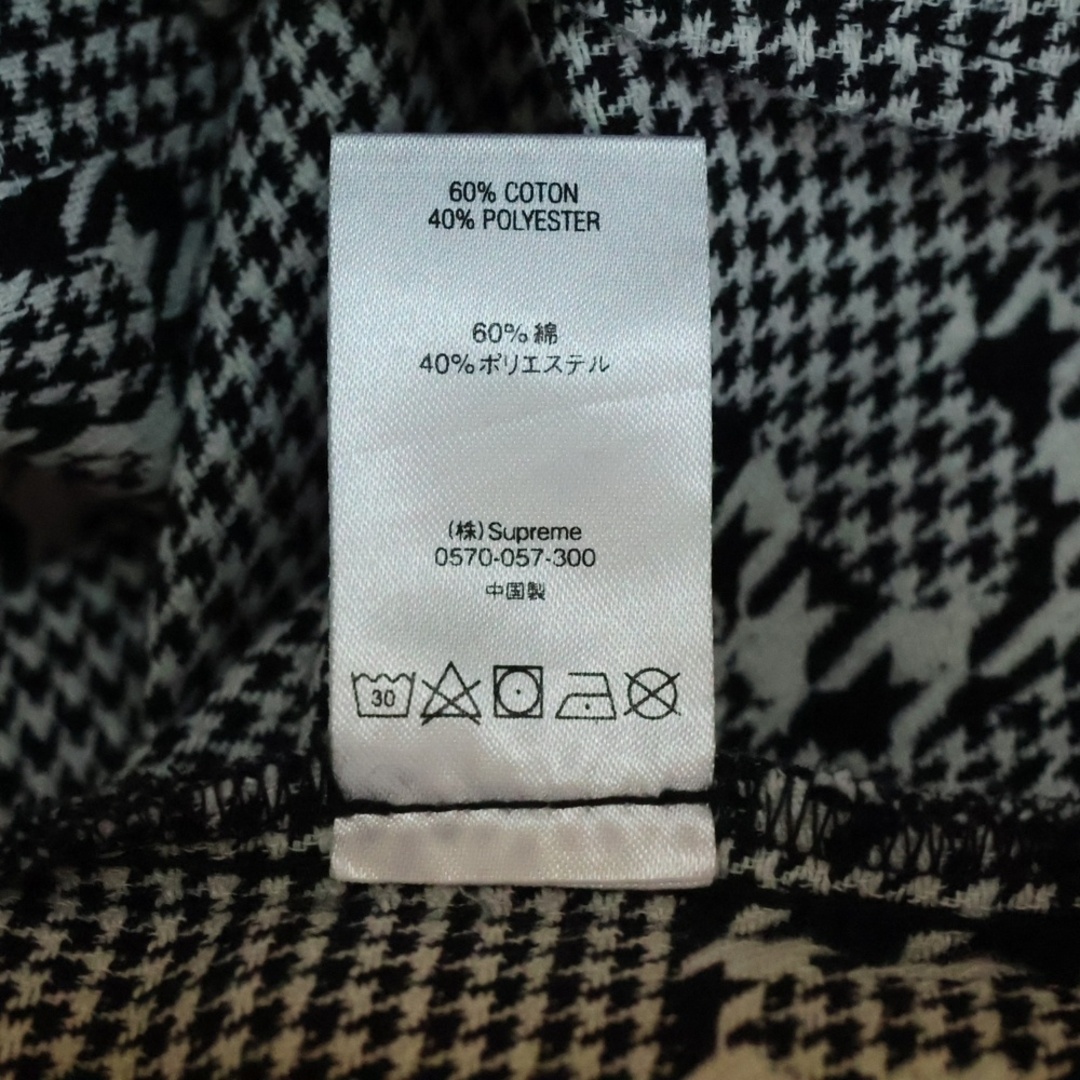 60% COTON
40% POLYESTER
60% 綿
40% ポリエステル
(株) Supreme
0570-057-300
中国製
30